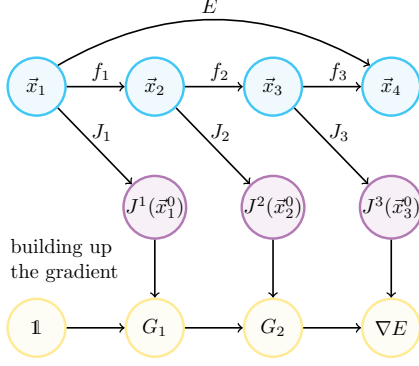 E
f₁ f₂ f₃
x⃗₁ x⃗₂ x⃗₃ x⃗₄
J₁ J₂ J₃
J¹(x⃗₁⁰) J²(x⃗₂⁰) J³(x⃗₃⁰)
building up
the gradient
𝟙 G₁ G₂ ∇E